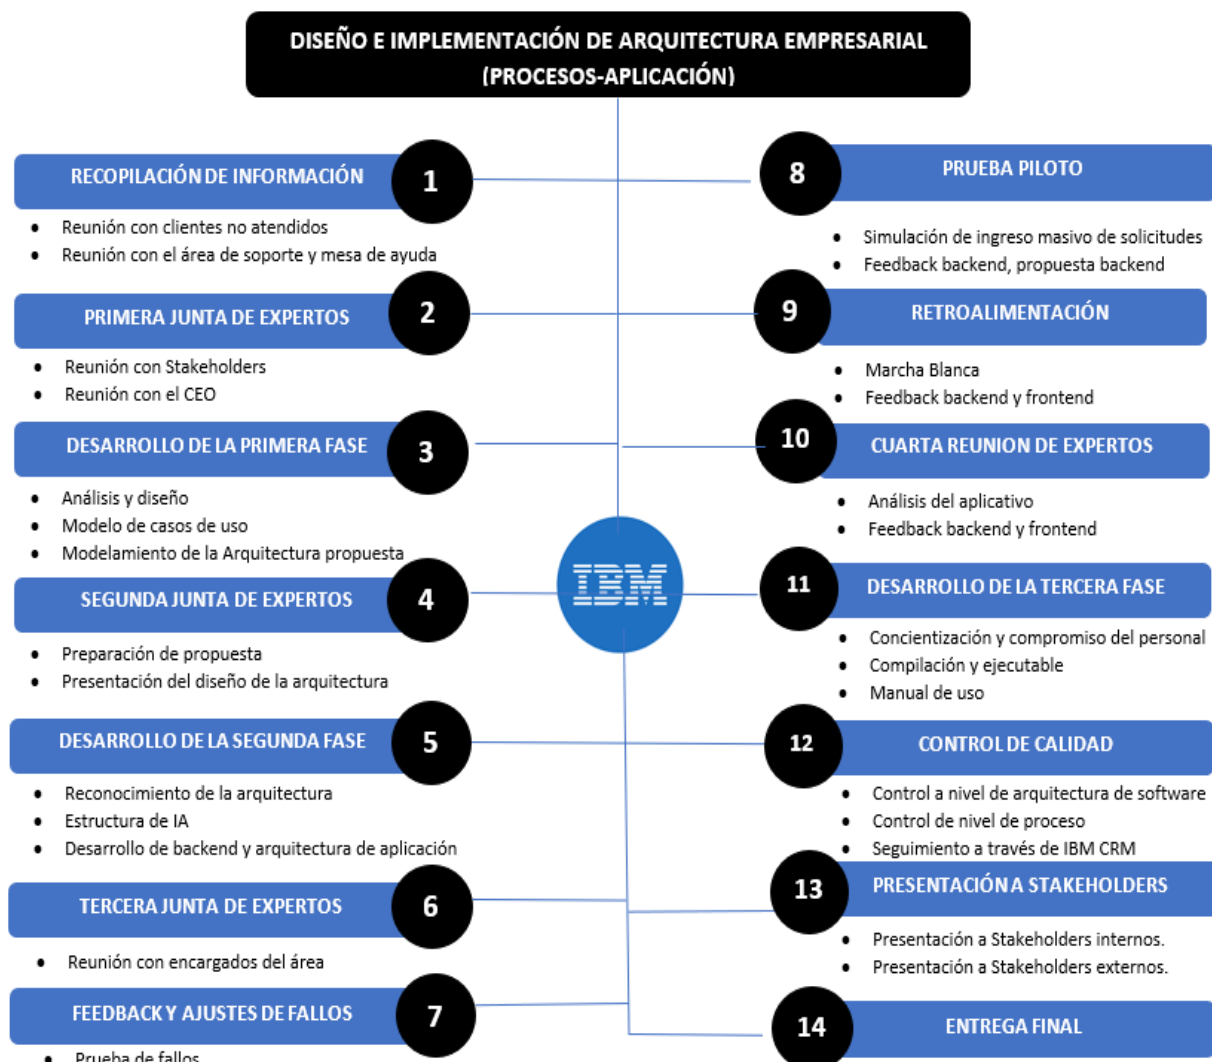 DISEÑO E IMPLEMENTACIÓN DE ARQUITECTURA EMPRESARIAL
(PROCESOS-APLICACIÓN)
RECOPILACIÓN DE INFORMACIÓN
1
• Reunión con clientes no atendidos
• Reunión con el área de soporte y mesa de ayuda
PRIMERA JUNTA DE EXPERTOS
2
• Reunión con Stakeholders
• Reunión con el CEO
DESARROLLO DE LA PRIMERA FASE
3
• Análisis y diseño
• Modelo de casos de uso
• Modelamiento de la Arquitectura propuesta
SEGUNDA JUNTA DE EXPERTOS
4
• Preparación de propuesta
• Presentación del diseño de la arquitectura
DESARROLLO DE LA SEGUNDA FASE
5
• Reconocimiento de la arquitectura
• Estructura de IA
• Desarrollo de backend y arquitectura de aplicación
TERCERA JUNTA DE EXPERTOS
6
• Reunión con encargados del área
FEEDBACK Y AJUSTES DE FALLOS
7
• Prueba de fallos
IBM
8
PRUEBA PILOTO
• Simulación de ingreso masivo de solicitudes
• Feedback backend, propuesta backend
9
RETROALIMENTACIÓN
• Marcha Blanca
• Feedback backend y frontend
10
CUARTA REUNION DE EXPERTOS
• Análisis del aplicativo
• Feedback backend y frontend
11
DESARROLLO DE LA TERCERA FASE
• Concientización y compromiso del personal
• Compilación y ejecutable
• Manual de uso
12
CONTROL DE CALIDAD
• Control a nivel de arquitectura de software
• Control de nivel de proceso
• Seguimiento a través de IBM CRM
13
PRESENTACIÓN A STAKEHOLDERS
• Presentación a Stakeholders internos.
• Presentación a Stakeholders externos.
14
ENTREGA FINAL